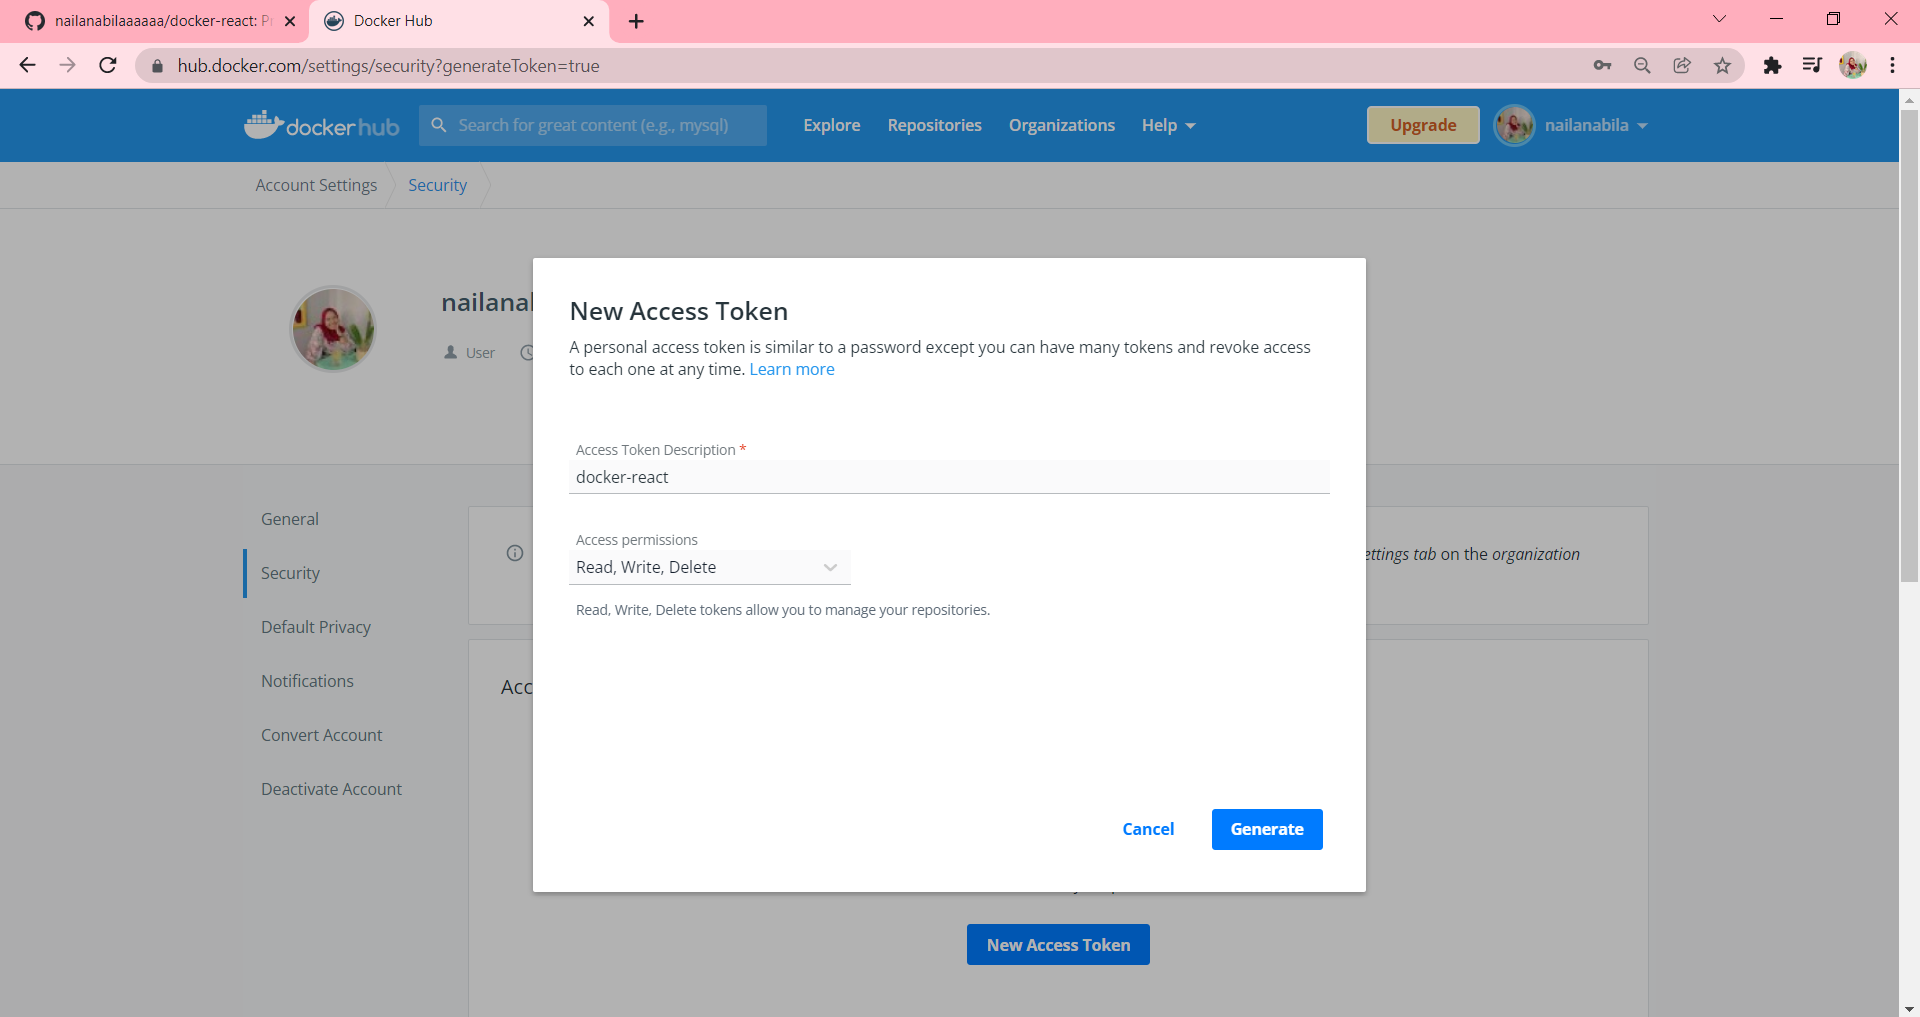 nailanabilaaaaaa/docker-react: Pr
Docker Hub
hub.docker.com/settings/security?generateToken=true
docker hub
Search for great content (e.g., mysql)
Explore
Repositories
Organizations
Help
Upgrade
nailanabila
Account Settings
Security
nailanal
User
New Access Token
A personal access token is similar to a password except you can have many tokens and revoke access
to each one at any time. Learn more
Access Token Description *
docker-react
Access permissions
Read, Write, Delete
Read, Write, Delete tokens allow you to manage your repositories.
Cancel
Generate
General
Security
Default Privacy
Notifications
Convert Account
Deactivate Account
ettings tab on the organization
Acc
New Access Token